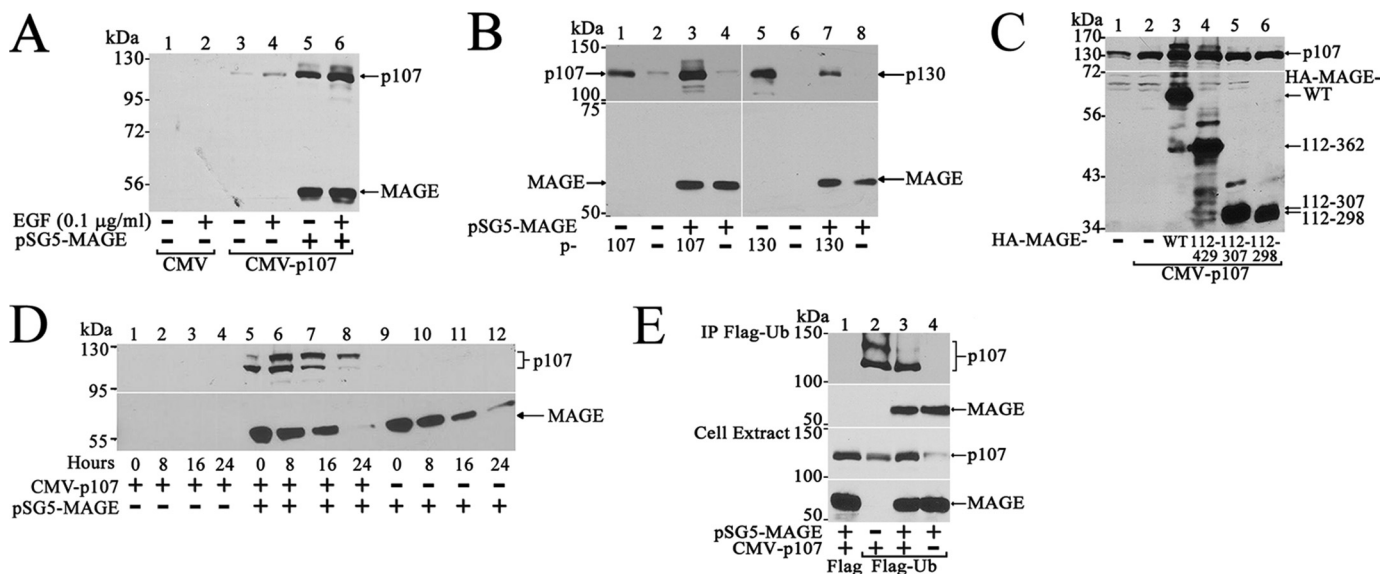 A
kDa 1 2 3 4 5 6
130-
p107
95-
72-
56-
MAGE
EGF (0.1 µg/ml) - + - + - +
pSG5-MAGE - - - - + +
CMV CMV-p107
B
kDa 1 2 3 4 5 6 7 8
150-
p107 p130
100-
75-
MAGE MAGE
50-
pSG5-MAGE - - + + - - + +
p- 107 - 107 - 130 - 130 -
C
kDa 1 2 3 4 5 6
170-
130- p107
72- HA-MAGE-
WT
56-
112-362
43-
112-307
112-298
34-
HA-MAGE- - - WT 112-429 112-307 112-298
CMV-p107
D
kDa 1 2 3 4 5 6 7 8 9 10 11 12
130-
p107
95-
MAGE
55-
Hours 0 8 16 24 0 8 16 24 0 8 16 24
CMV-p107 + + + + + + + + - - - -
pSG5-MAGE - - - - + + + + + + + +
E
kDa 1 2 3 4
IP Flag-Ub 150-
p107
100-
MAGE
50-
Cell Extract 150-
p107
100-
MAGE
50-
pSG5-MAGE + - + +
CMV-p107 + + + -
Flag Flag-Ub